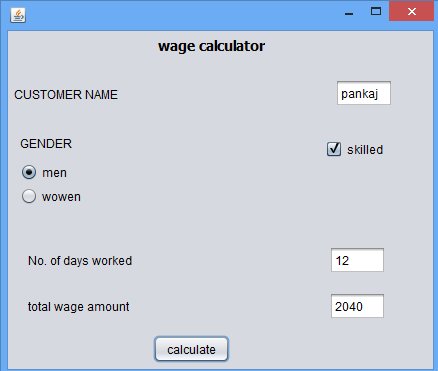 wage calculator
CUSTOMER NAME pankaj
GENDER
skilled
men
wowen
No. of days worked 12
total wage amount 2040
calculate